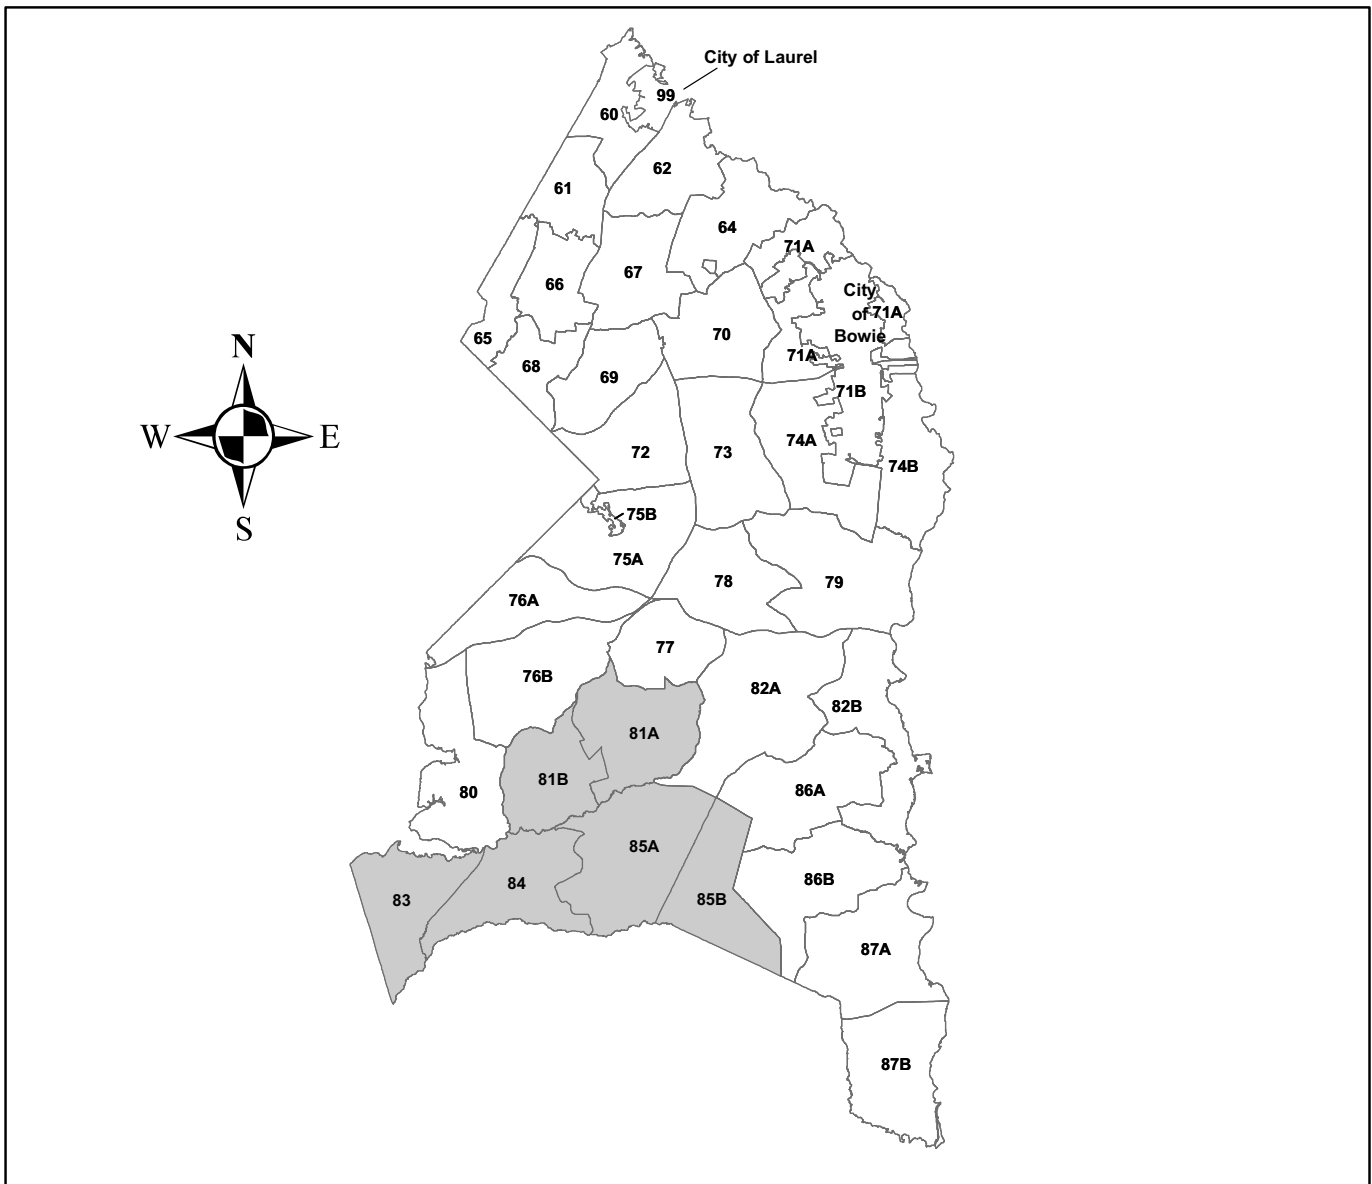 City of Laurel
99
60
62
61
64
71A
67
66
City
of
71A
Bowie
65
70
71A
68
69
71B
N
W
E
S
72
73
74A
74B
75B
75A
78
79
76A
77
76B
82A
82B
81A
81B
80
86A
85A
86B
84
83
85B
87A
87B